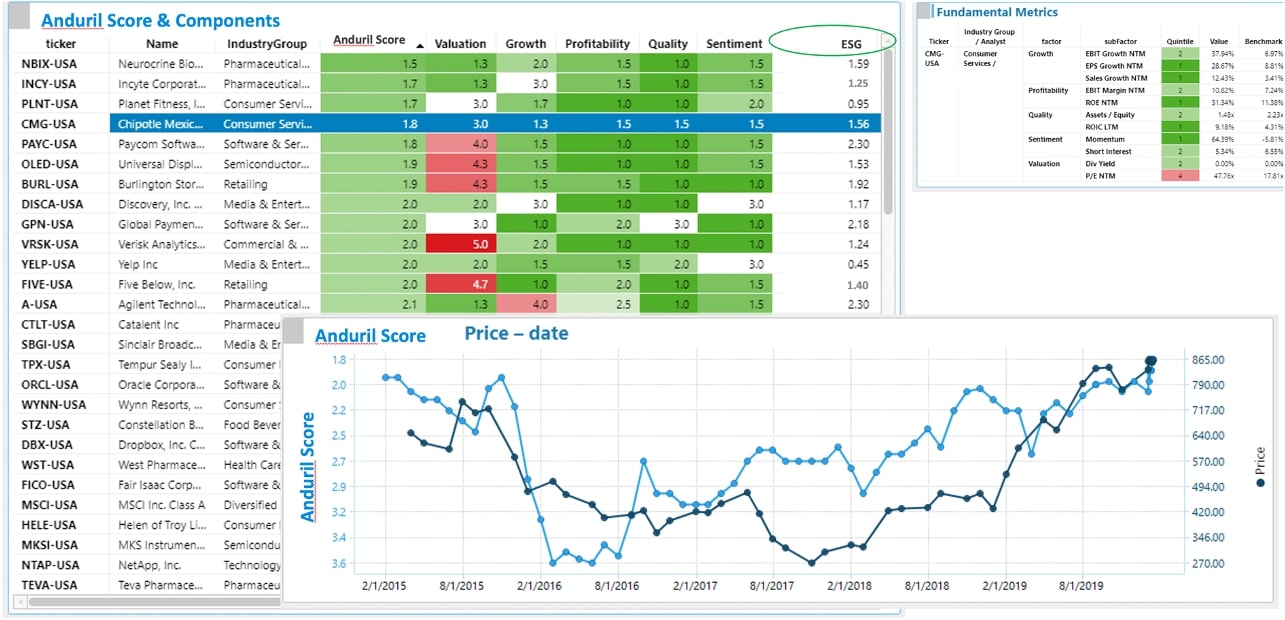 Anduril Score & Components
ticker Name IndustryGroup Anduril Score Valuation Growth Profitability Quality Sentiment ESG
NBIX-USA Neurocrine Bio... Pharmaceutical... 1.5 1.3 2.0 1.5 1.0 1.5 1.59
INCY-USA Incyte Corporat... Pharmaceutical... 1.7 1.3 3.0 1.5 1.0 1.5 1.25
PLNT-USA Planet Fitness, I... Consumer Servi... 1.7 3.0 1.7 1.0 1.0 2.0 0.95
CMG-USA Chipotle Mexic... Consumer Servi... 1.8 3.0 1.3 1.5 1.5 1.5 1.56
PAYC-USA Paycom Softwa... Software & Ser... 1.8 4.0 1.5 1.0 1.0 1.5 2.30
OLED-USA Universal Displ... Semiconductor... 1.9 4.3 1.5 1.0 1.0 1.5 1.53
BURL-USA Burlington Stor... Retailing 1.9 4.3 1.5 1.5 1.0 1.0 1.92
DISCA-USA Discovery, Inc. ... Media & Entert... 2.0 2.0 3.0 1.0 1.0 3.0 1.17
GPN-USA Global Paymen... Software & Ser... 2.0 3.0 1.0 2.0 3.0 1.0 2.18
VRSK-USA Verisk Analytics... Commercial & ... 2.0 5.0 2.0 1.0 1.0 1.0 1.24
YELP-USA Yelp Inc Media & Entert... 2.0 2.0 1.5 1.5 2.0 3.0 0.45
FIVE-USA Five Below, Inc. Retailing 2.0 4.7 1.0 2.0 1.0 1.5 1.40
A-USA Agilent Technol... Pharmaceutical... 2.1 1.3 4.0 2.5 1.0 1.5 2.30
CTLT-USA Catalent Inc Pharmaceu
SBGI-USA Sinclair Broadc... Media & Er
TPX-USA Tempur Sealy I... Consumer
ORCL-USA Oracle Corpora... Software &
WYNN-USA Wynn Resorts, ... Consumer
STZ-USA Constellation B... Food Bever
DBX-USA Dropbox, Inc. C... Software &
WST-USA West Pharmace... Health Care
FICO-USA Fair Isaac Corp... Software &
MSCI-USA MSCI Inc. Class A Diversified
HELE-USA Helen of Troy Li... Consumer
MKSI-USA MKS Instrumen... Semicondu
NTAP-USA NetApp, Inc. Technology
TEVA-USA Teva Pharmace... Pharmaceu
Fundamental Metrics
Ticker Industry Group / Analyst factor subFactor Quintile Value Benchmark
CMG-USA Consumer Services / Growth EBIT Growth NTM 2 37.94% 6.97%
EPS Growth NTM 1 28.67% 8.81%
Sales Growth NTM 1 12.43% 3.41%
Profitability EBIT Margin NTM 2 10.82% 7.24%
ROE NTM 1 31.34% 11.38%
Quality Assets / Equity 2 1.48x 2.23x
ROIC LTM 1 9.18% 4.31%
Sentiment Momentum 1 64.39% -5.81%
Short Interest 2 5.34% 6.55%
Valuation Div Yield 2 0.00% 0.00%
P/E NTM 4 47.76x 17.81x
Anduril Score Price – date
Anduril Score
1.8 865.00
2.0 790.00
2.2 717.00
2.5 640.00
2.7 570.00
2.9 494.00
3.2 420.00
3.4 346.00
3.6 270.00
Price
2/1/2015 8/1/2015 2/1/2016 8/1/2016 2/1/2017 8/1/2017 2/1/2018 8/1/2018 2/1/2019 8/1/2019